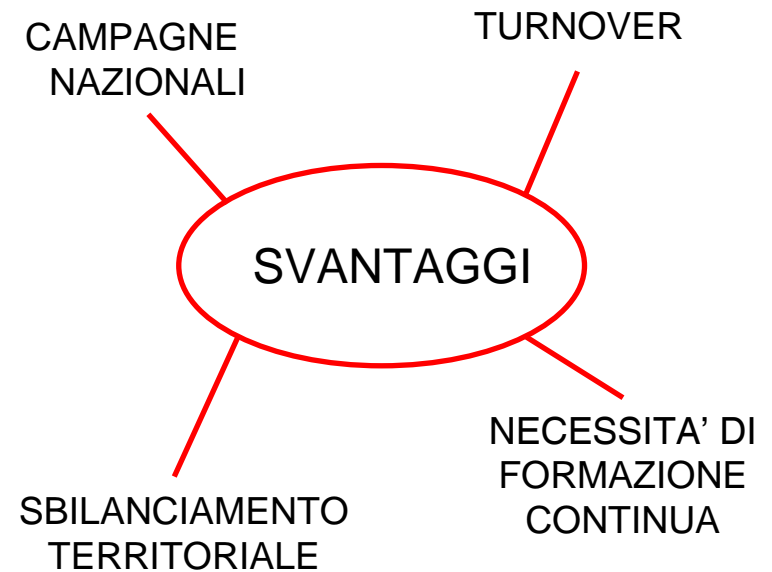 CAMPAGNE
NAZIONALI
TURNOVER
SVANTAGGI
NECESSITA’ DI
FORMAZIONE
CONTINUA
SBILANCIAMENTO
TERRITORIALE